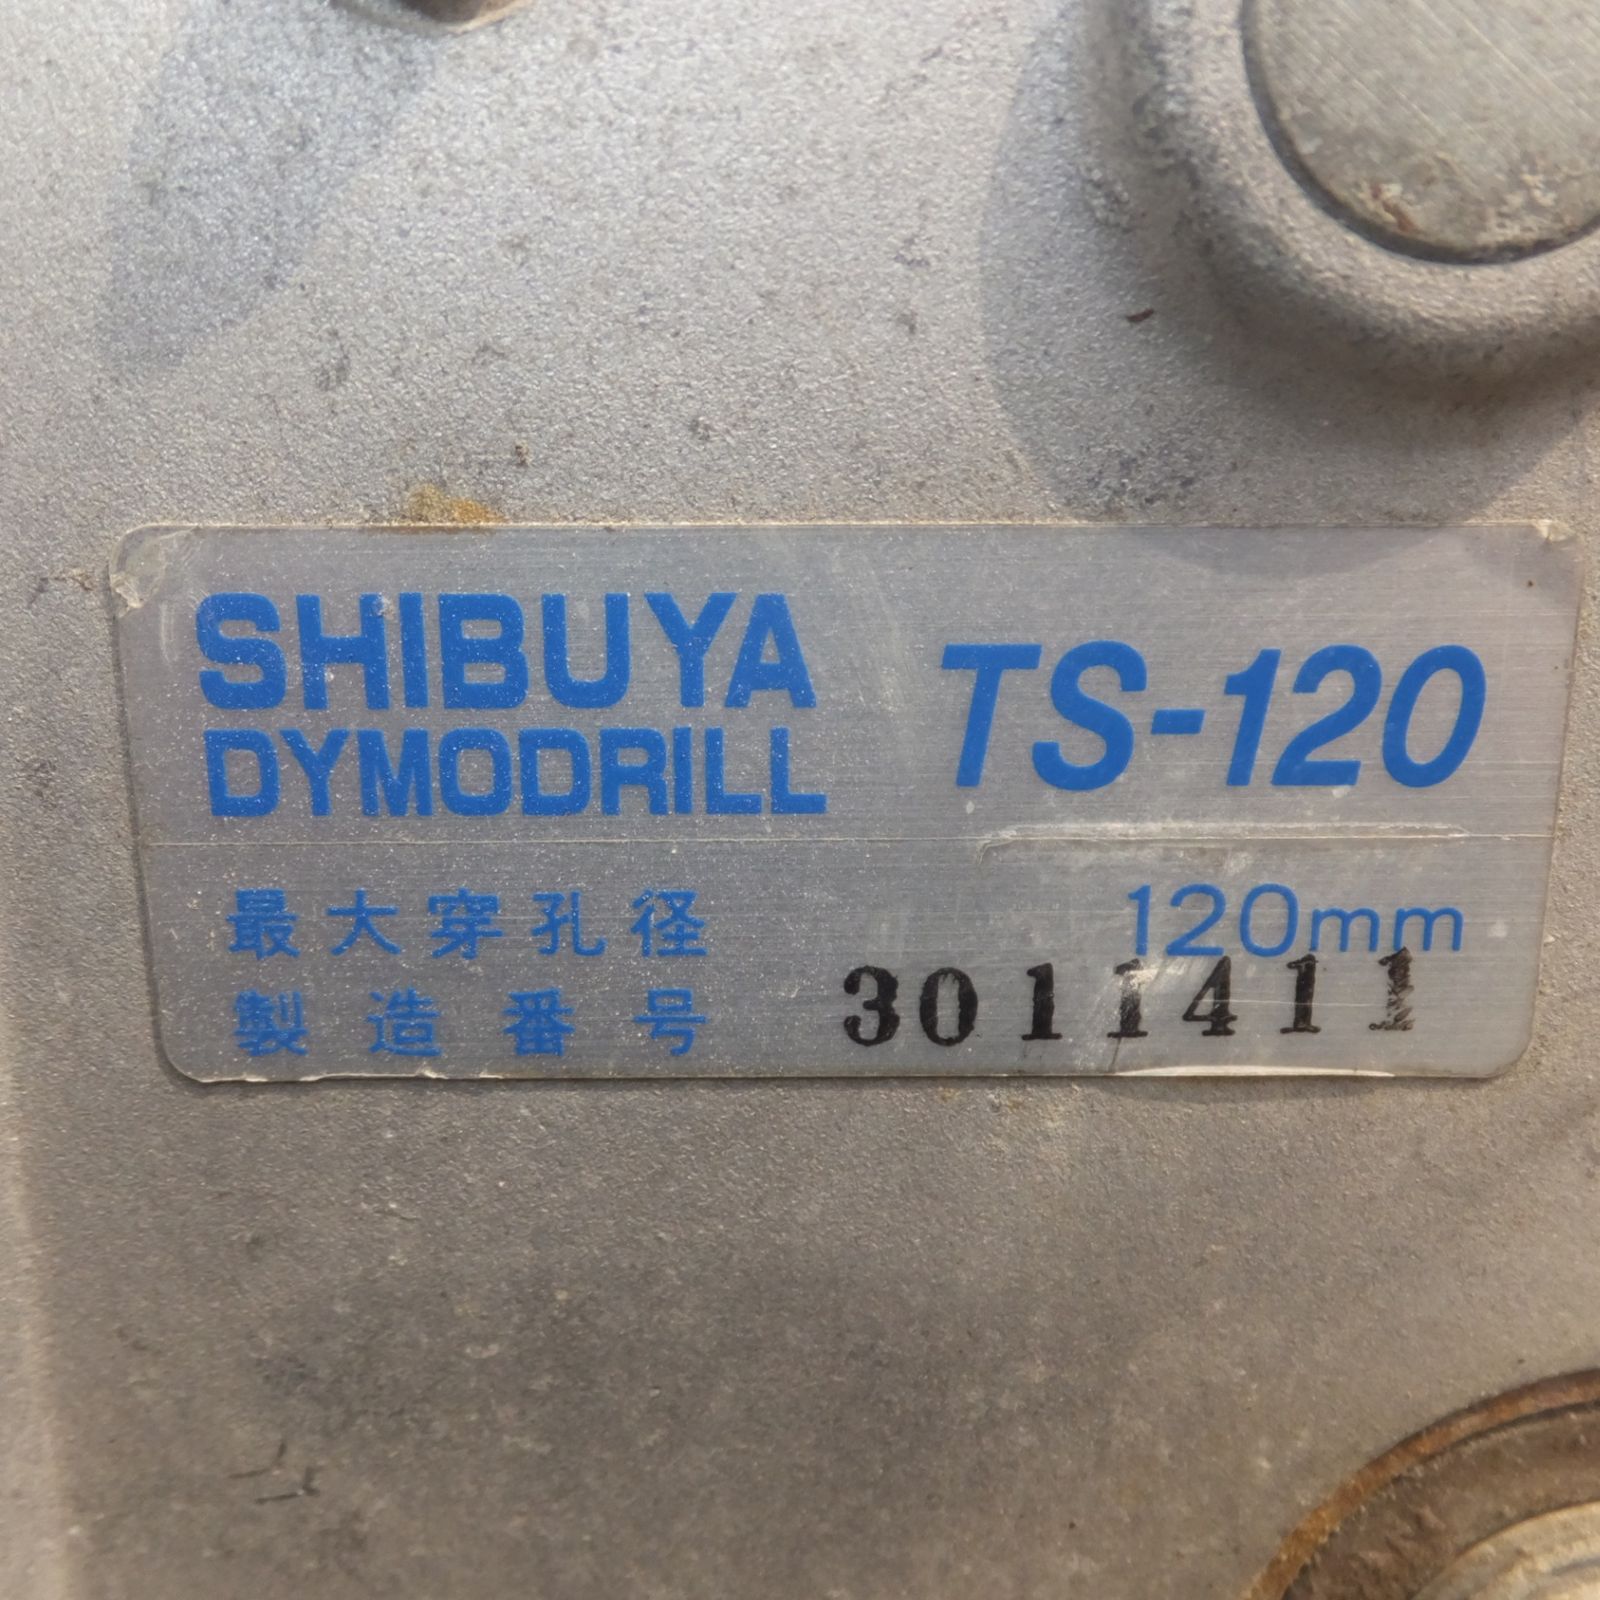 SHIBUYA
DYMODRILL
TS-120
最大穿孔径 120mm
製造番号 3011411